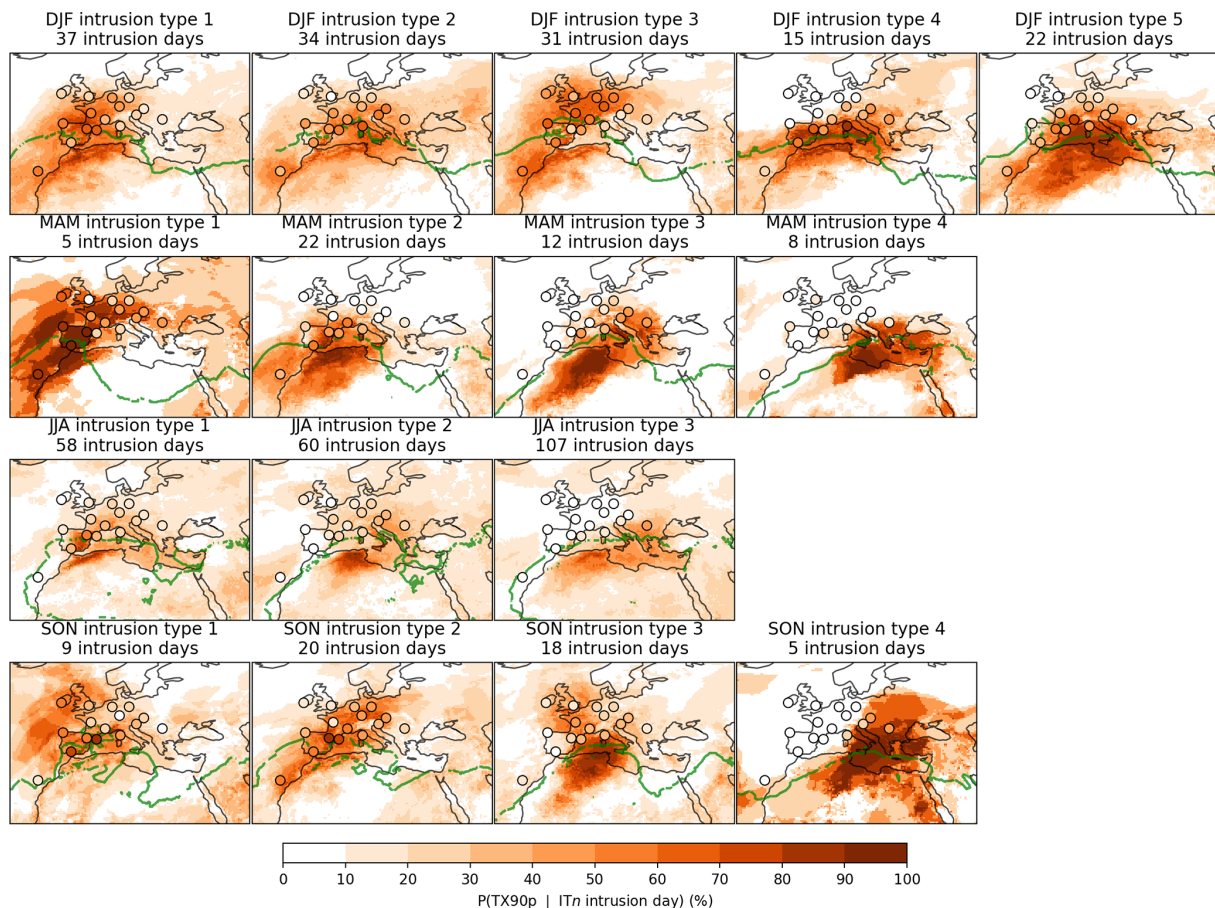 DJF intrusion type 1
37 intrusion days
DJF intrusion type 2
34 intrusion days
DJF intrusion type 3
31 intrusion days
DJF intrusion type 4
15 intrusion days
DJF intrusion type 5
22 intrusion days
MAM intrusion type 1
5 intrusion days
MAM intrusion type 2
22 intrusion days
MAM intrusion type 3
12 intrusion days
MAM intrusion type 4
8 intrusion days
JJA intrusion type 1
58 intrusion days
JJA intrusion type 2
60 intrusion days
JJA intrusion type 3
107 intrusion days
SON intrusion type 1
9 intrusion days
SON intrusion type 2
20 intrusion days
SON intrusion type 3
18 intrusion days
SON intrusion type 4
5 intrusion days
0 10 20 30 40 50 60 70 80 90 100
P(TX90p | ITn intrusion day) (%)